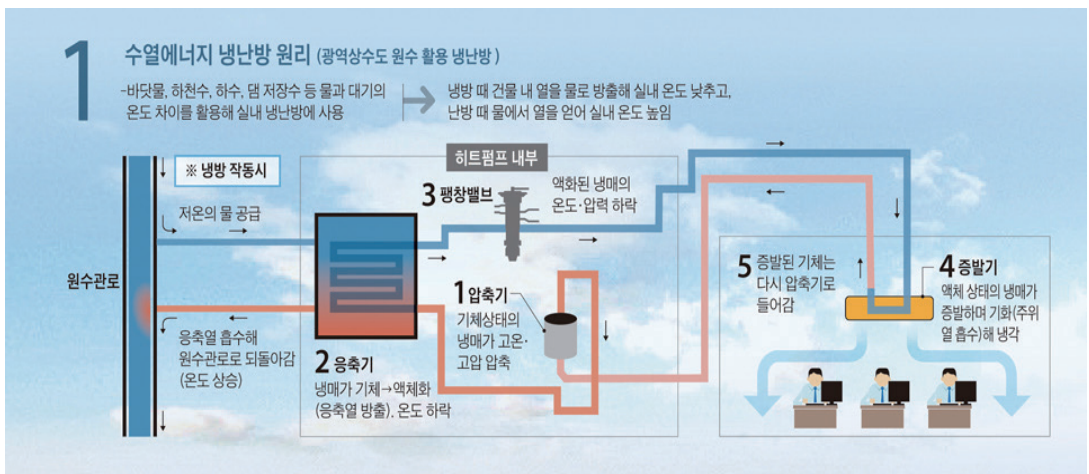 1 수열에너지 냉난방 원리 (광역상수도 원수 활용 냉난방 )
-바닷물, 하천수, 하수, 댐 저장수 등 물과 대기의
온도 차이를 활용해 실내 냉난방에 사용
냉방 때 건물 내 열을 물로 방출해 실내 온도 낮추고,
난방 때 물에서 열을 얻어 실내 온도 높임
※ 냉방 작동시
히트펌프 내부
저온의 물 공급
원수관로
응축열 흡수해
원수관로로 되돌아감
(온도 상승)
3 팽창밸브
액화된 냉매의
온도·압력 하락
1 압축기
기체상태의
냉매가 고온·
고압 압축
2 응축기
냉매가 기체→액체화
(응축열 방출). 온도 하락
5 증발된 기체는
다시 압축기로
들어감
4 증발기
액체 상태의 냉매가
증발하며 기화(주위
열 흡수)해 냉각